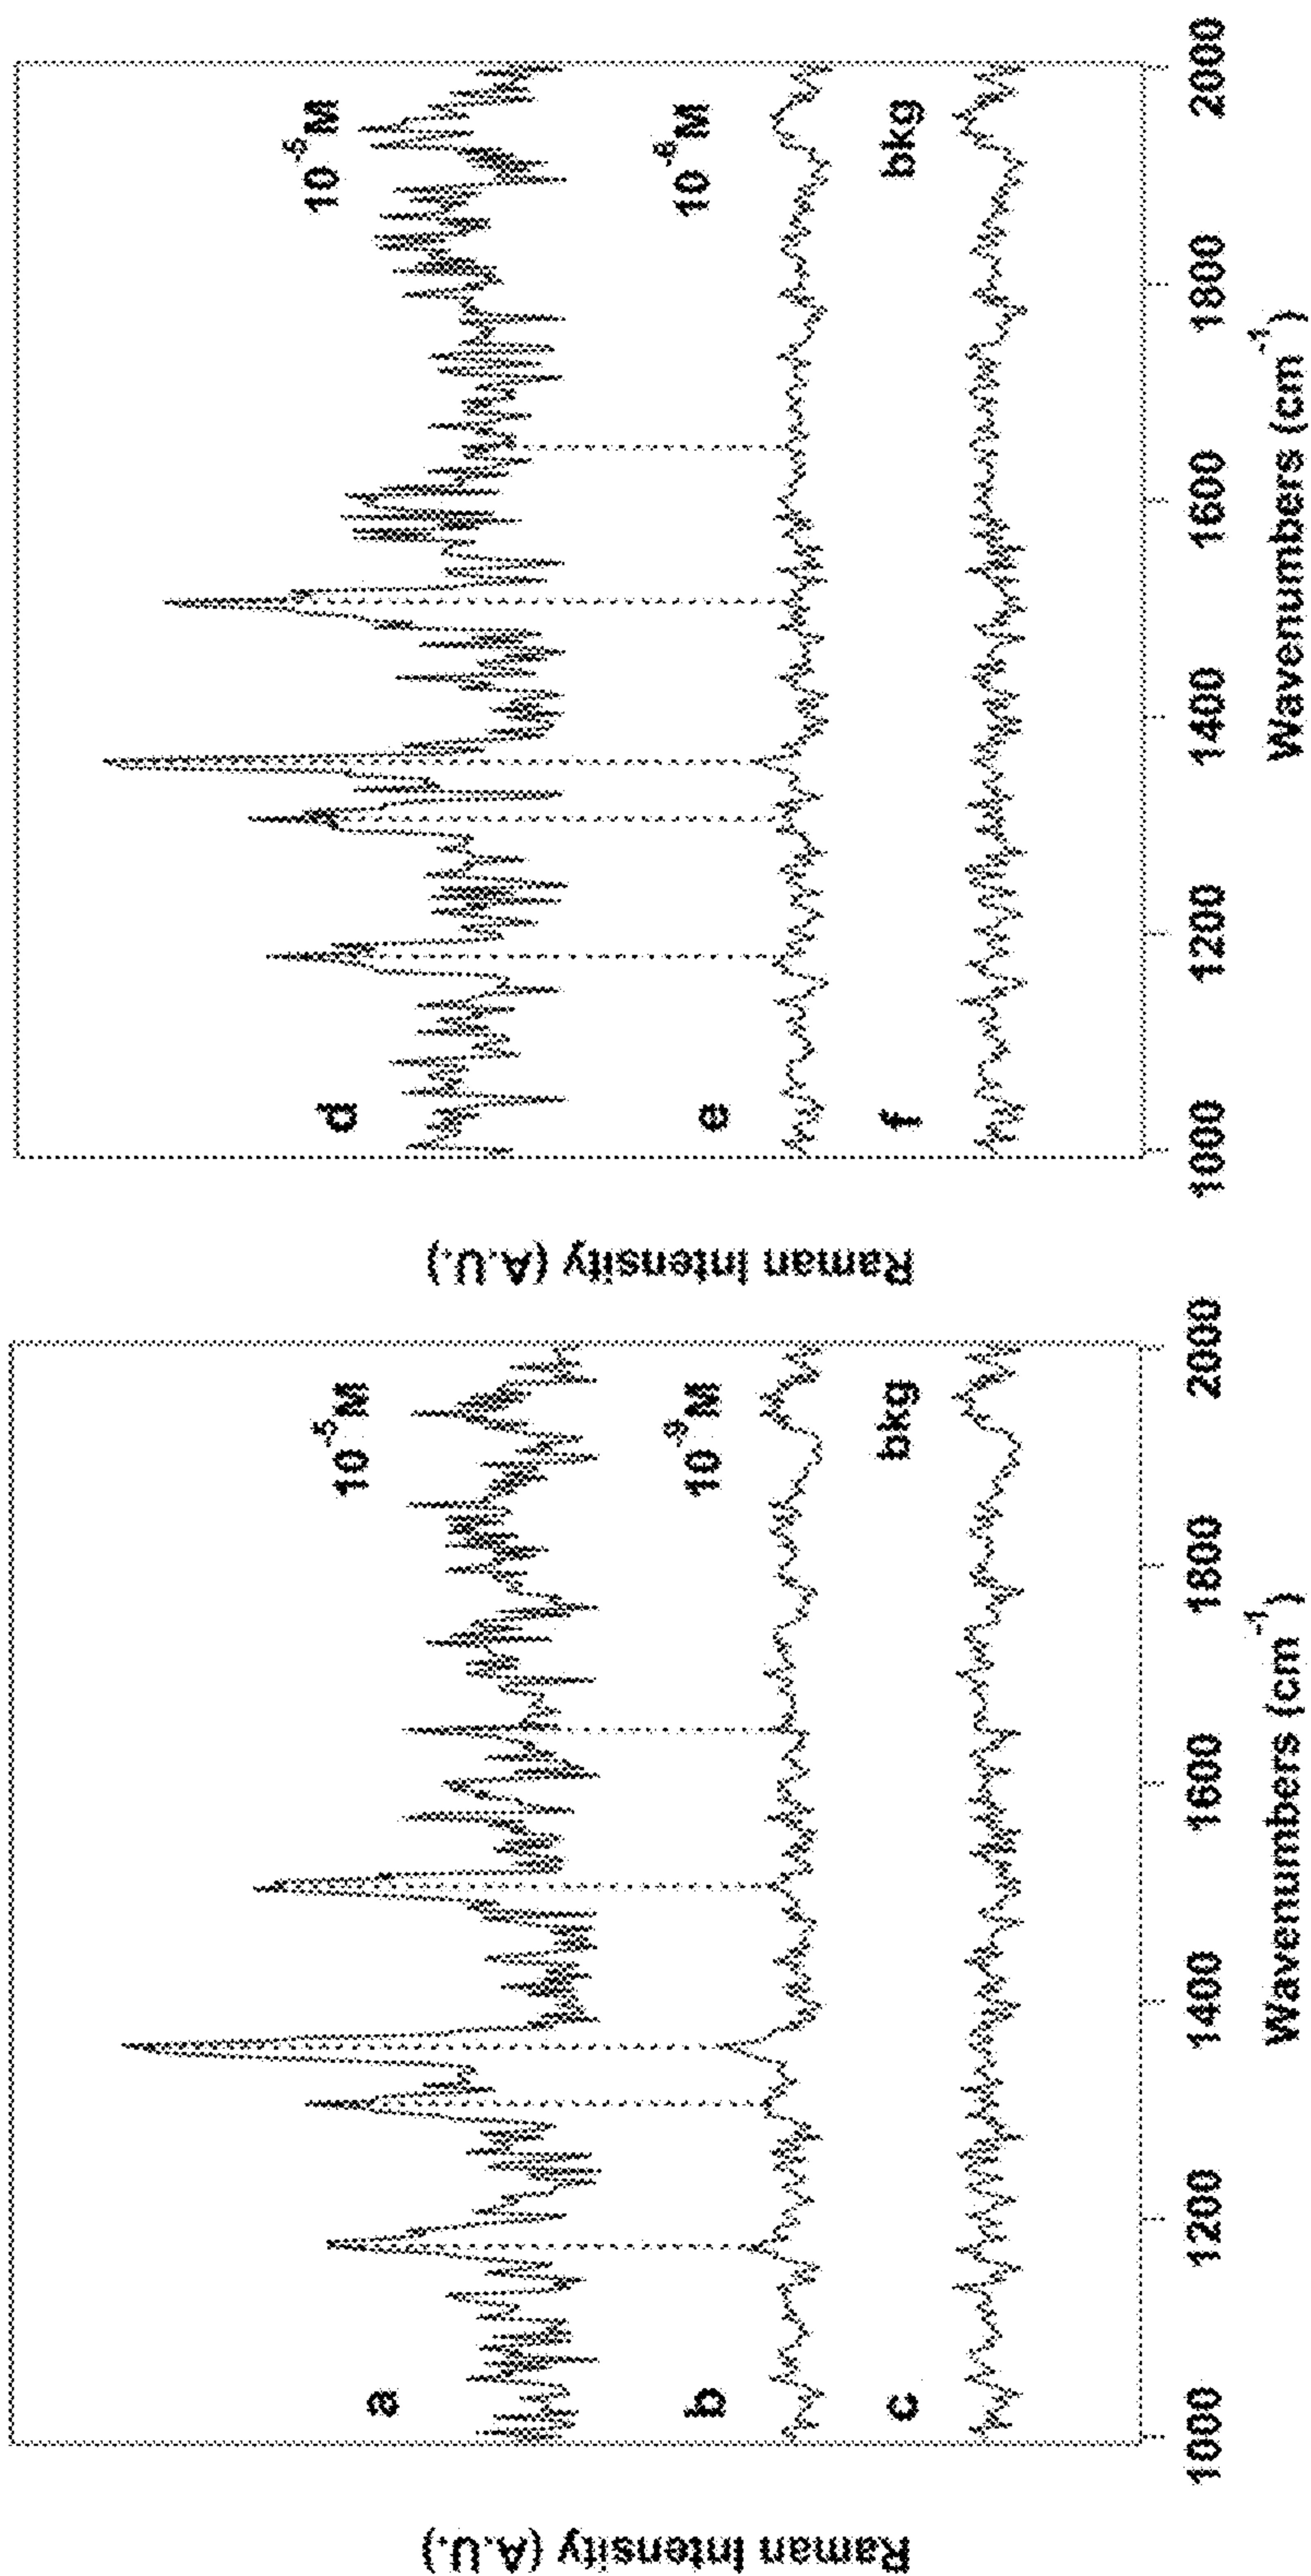 Raman Intensity (A.U.)
a
10⁻⁵ M
b
10⁻⁹ M
c
bkg
1000 1200 1400 1600 1800 2000
Wavenumbers (cm⁻¹)
Raman Intensity (A.U.)
d
10⁻⁵ M
e
10⁻⁸ M
f
bkg
1000 1200 1400 1600 1800 2000
Wavenumbers (cm⁻¹)